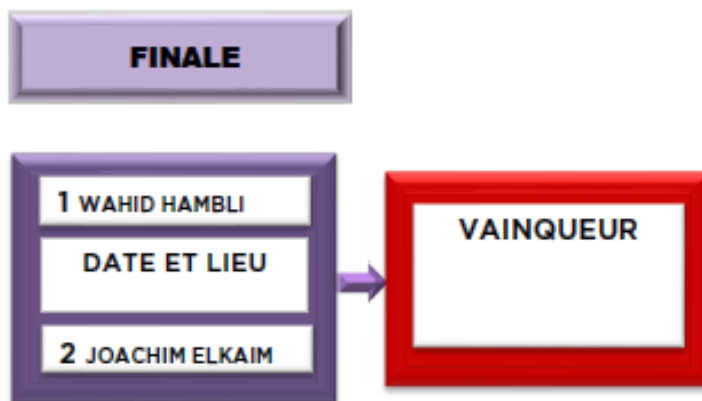 FINALE
1 WAHID HAMBLI
DATE ET LIEU
2 JOACHIM ELKAIM
VAINQUEUR